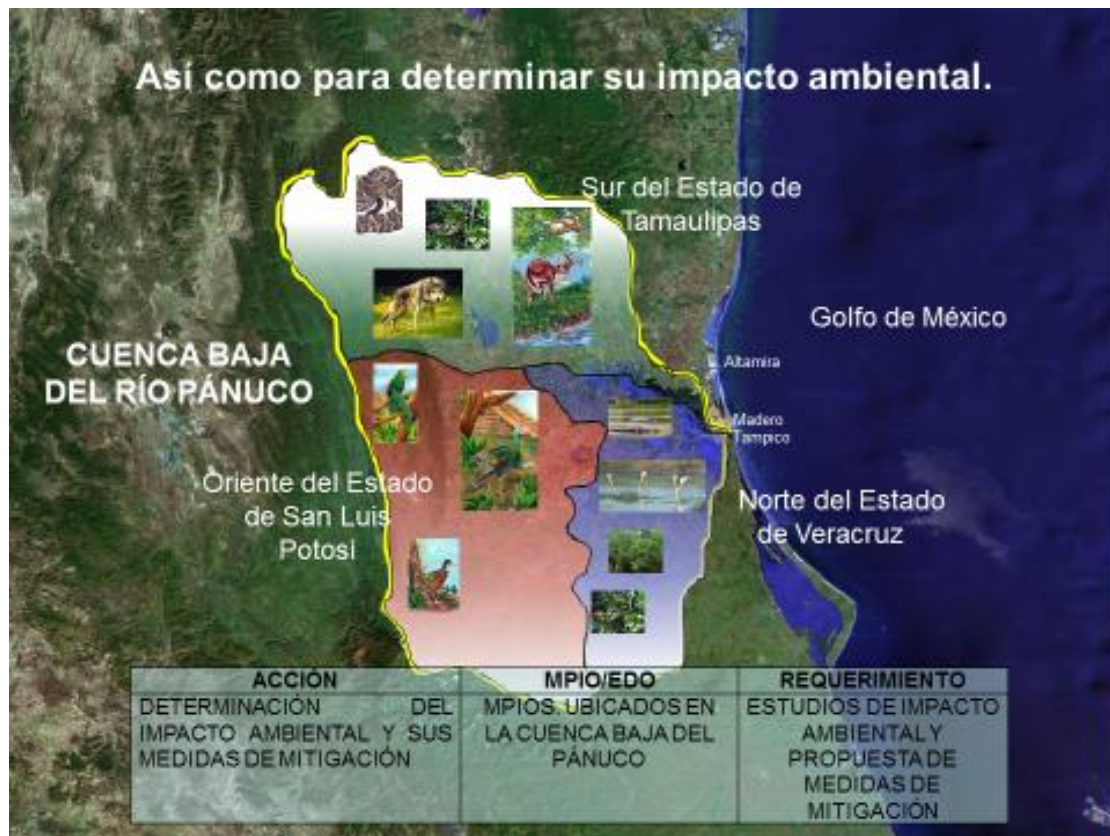 Así como para determinar su impacto ambiental.
Sur del Estado de
Tamaulipas
Golfo de México
CUENCA BAJA
DEL RÍO PÁNUCO
Altamira
Madero
Tampico
Oriente del Estado
de San Luis
Potosí
Norte del Estado
de Veracruz
ACCIÓN
DETERMINACIÓN DEL
IMPACTO AMBIENTAL Y SUS
MEDIDAS DE MITIGACIÓN
MPIO/EDO
MPIOS. UBICADOS EN
LA CUENCA BAJA DEL
PÁNUCO
REQUERIMIENTO
ESTUDIOS DE IMPACTO
AMBIENTAL Y
PROPUESTA DE
MEDIDAS DE
MITIGACIÓN